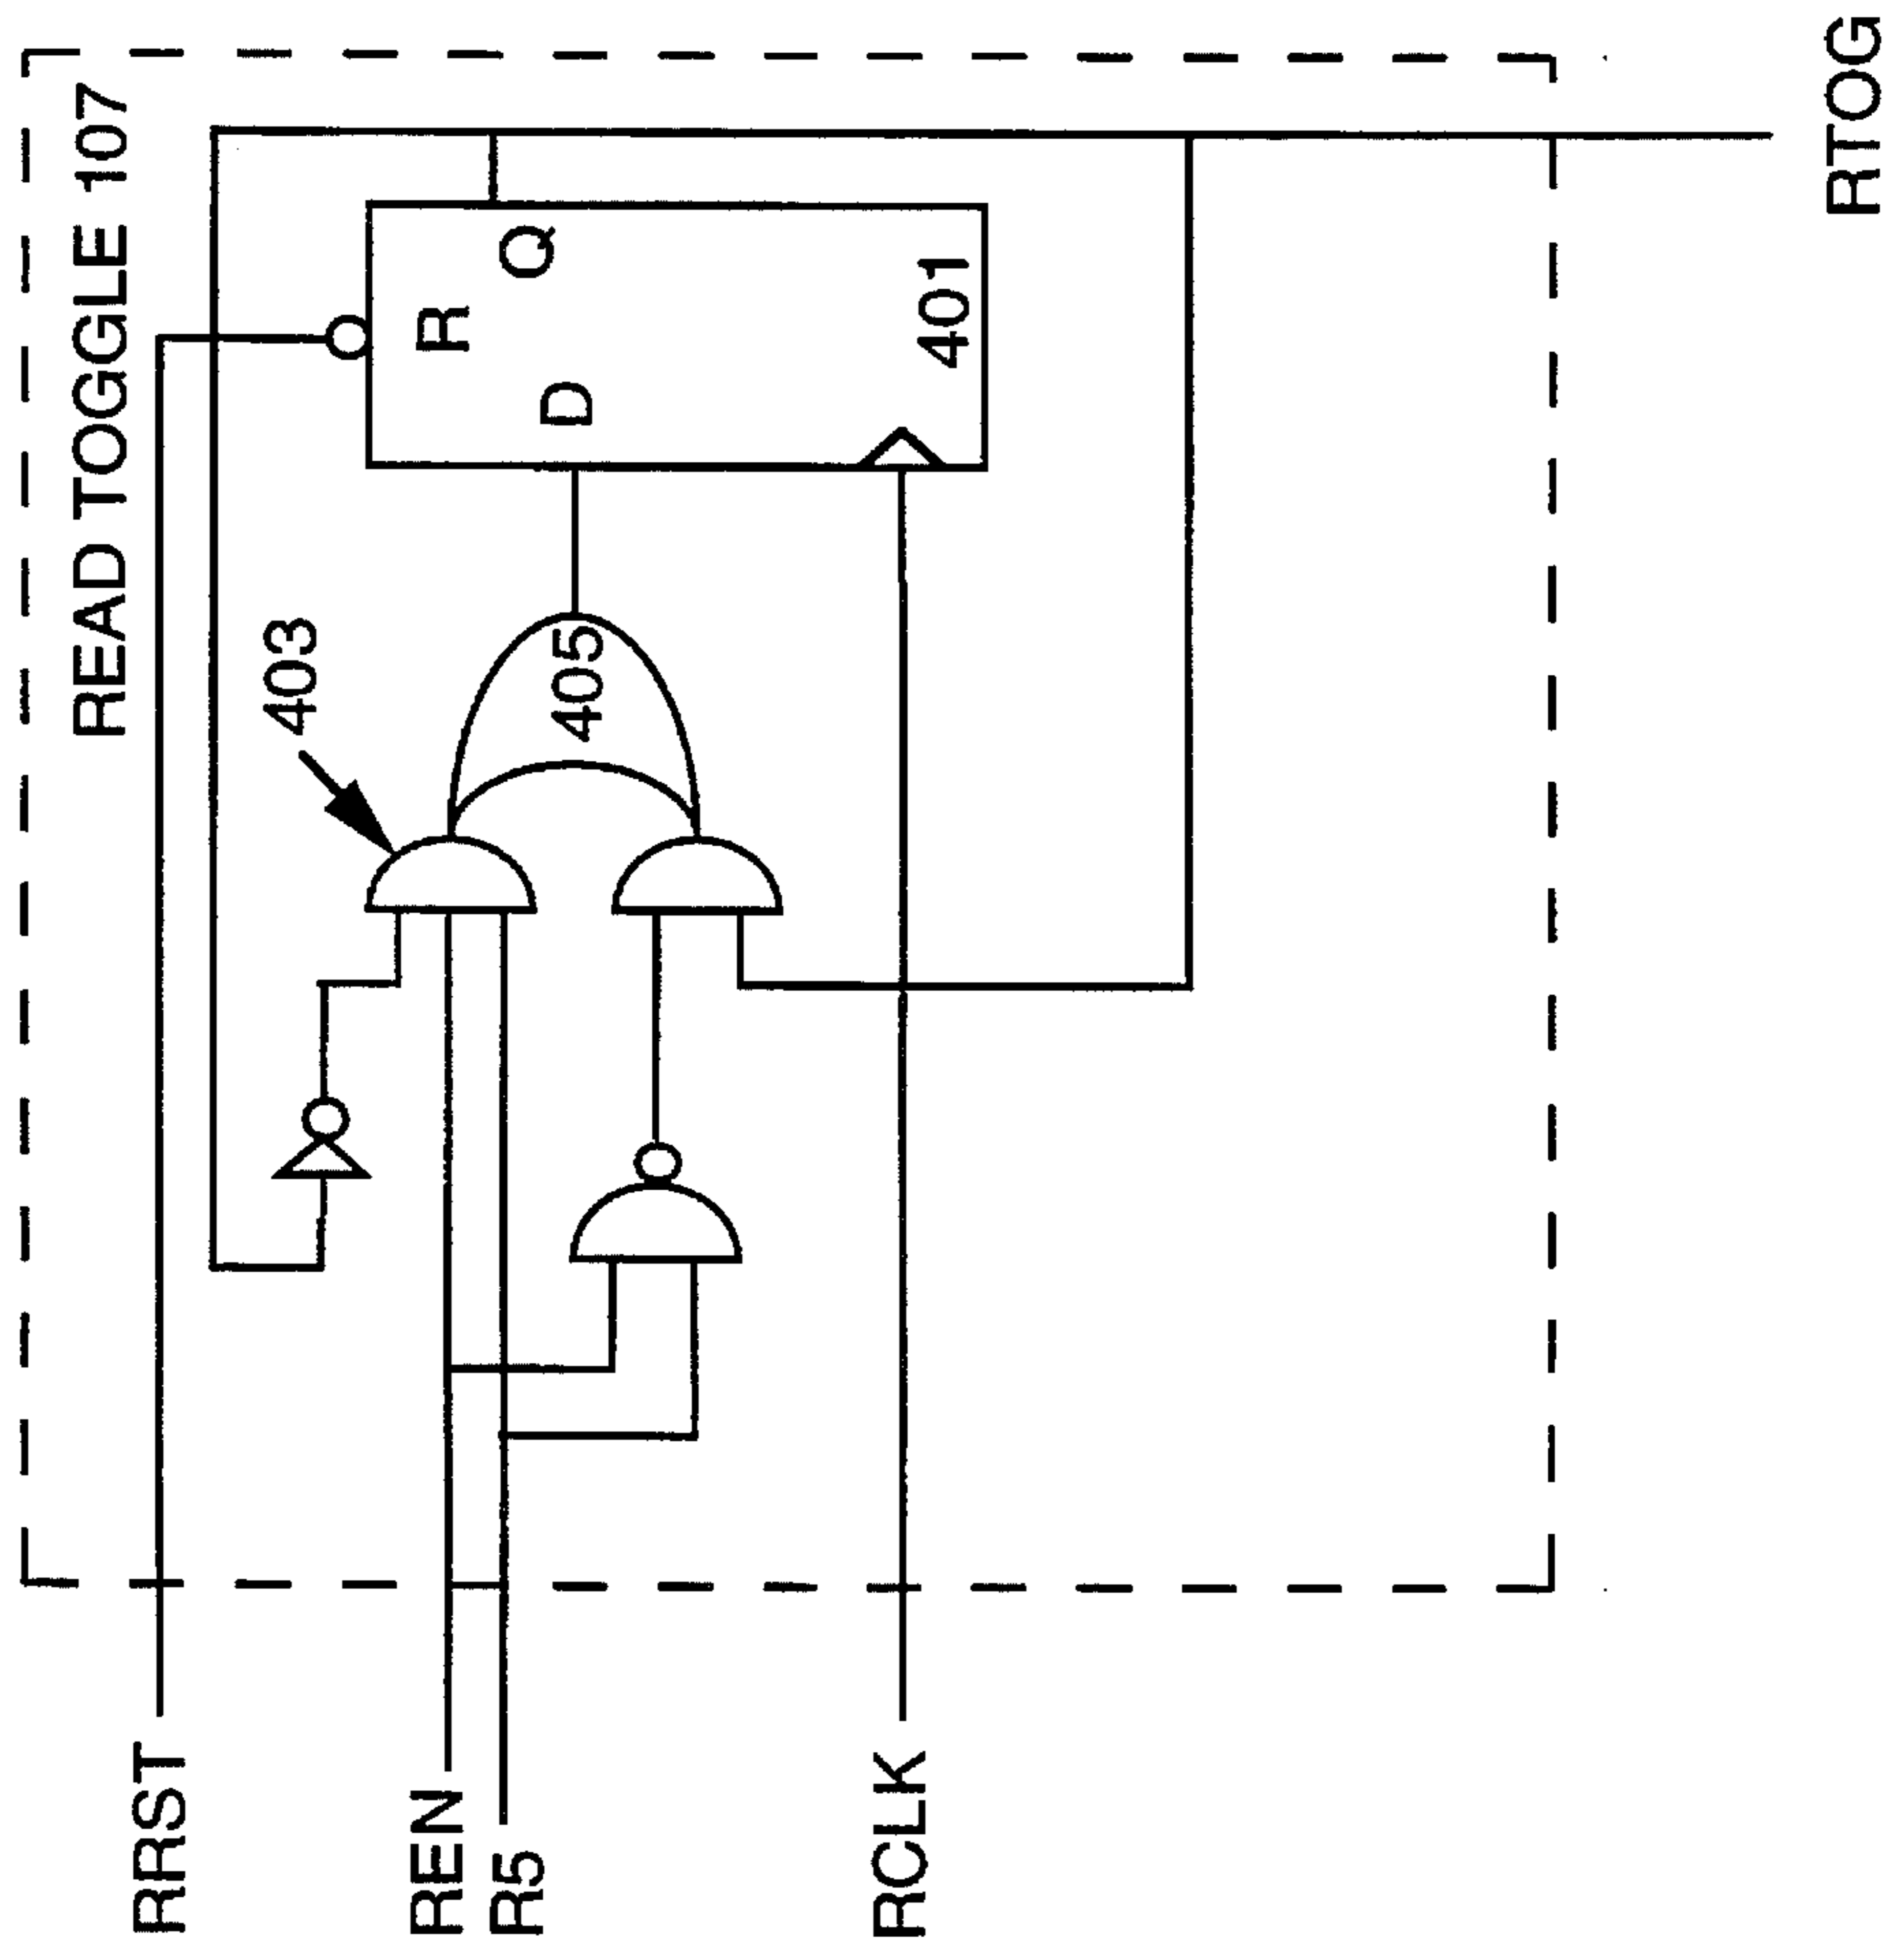 READ TOGGLE 107
RRST
403
R
Q
REN
R5
405
D
RCLK
401
RTOG